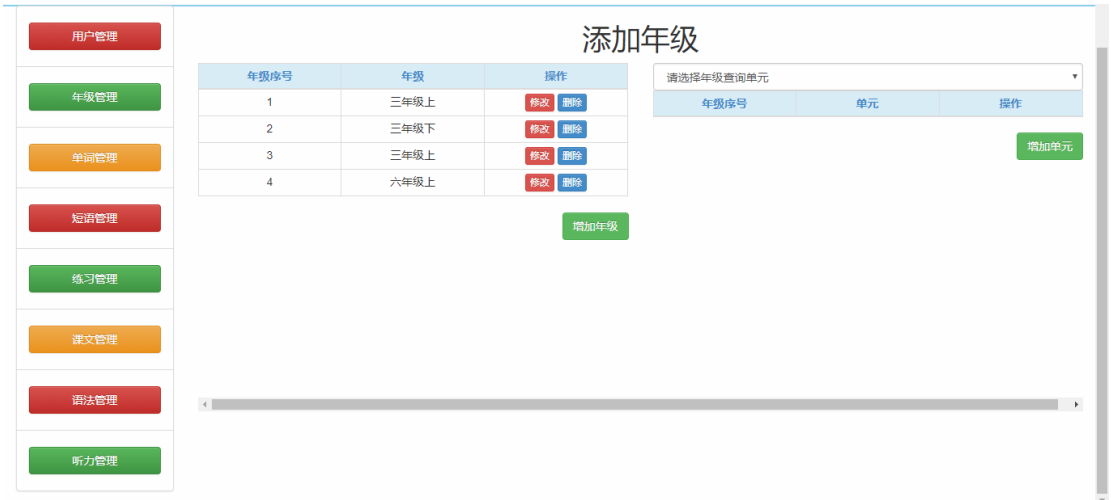 添加年级
用户管理
年级管理
单词管理
短语管理
练习管理
课文管理
语法管理
听力管理
年级序号 年级 操作
1 三年级上 修改 删除
2 三年级下 修改 删除
3 三年级上 修改 删除
4 六年级上 修改 删除
增加年级
请选择年级查询单元
年级序号 单元 操作
增加单元